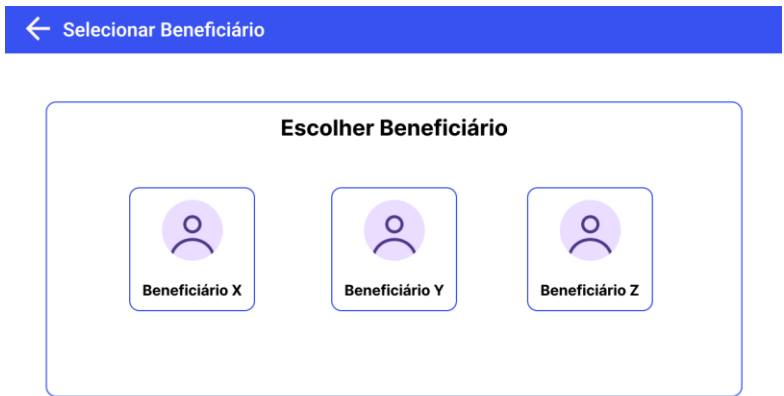 Selecionar Beneficiário
Escolher Beneficiário
Beneficiário X
Beneficiário Y
Beneficiário Z